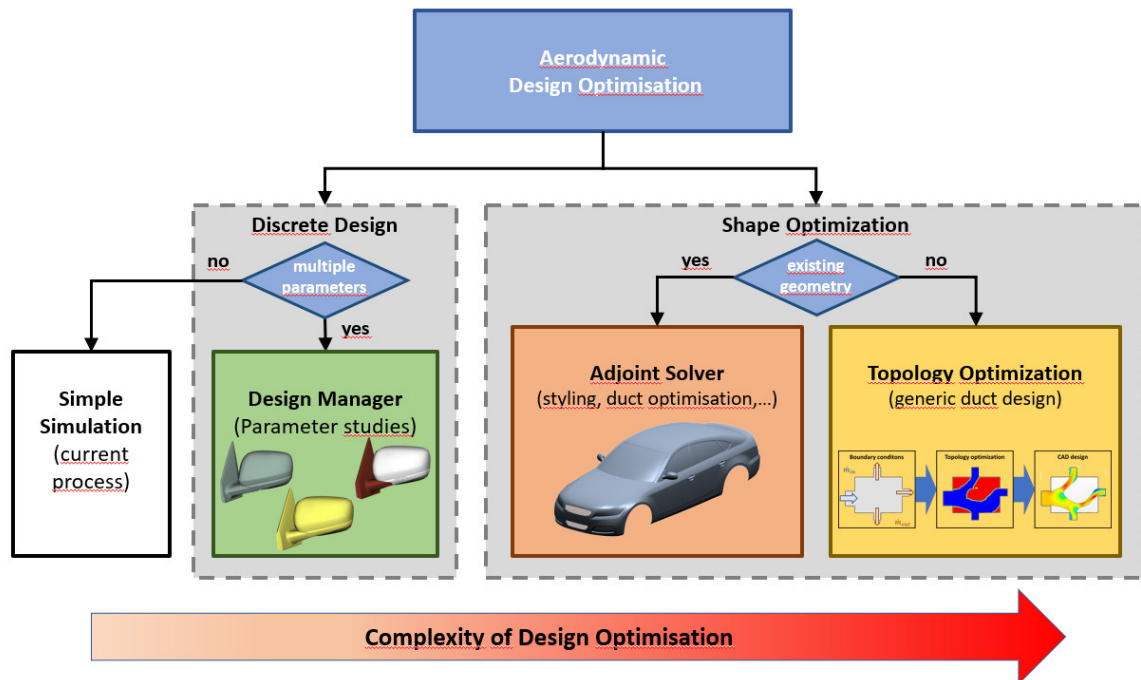 Aerodynamic
Design Optimisation
Discrete Design
Shape Optimization
no
multiple
parameters
yes
yes
existing
geometry
no
Simple
Simulation
(current
process)
Design Manager
(Parameter studies)
Adjoint Solver
(styling, duct optimisation,...)
Topology Optimization
(generic duct design)
Boundary conditons
Topology optimization
CAD design
Complexity of Design Optimisation